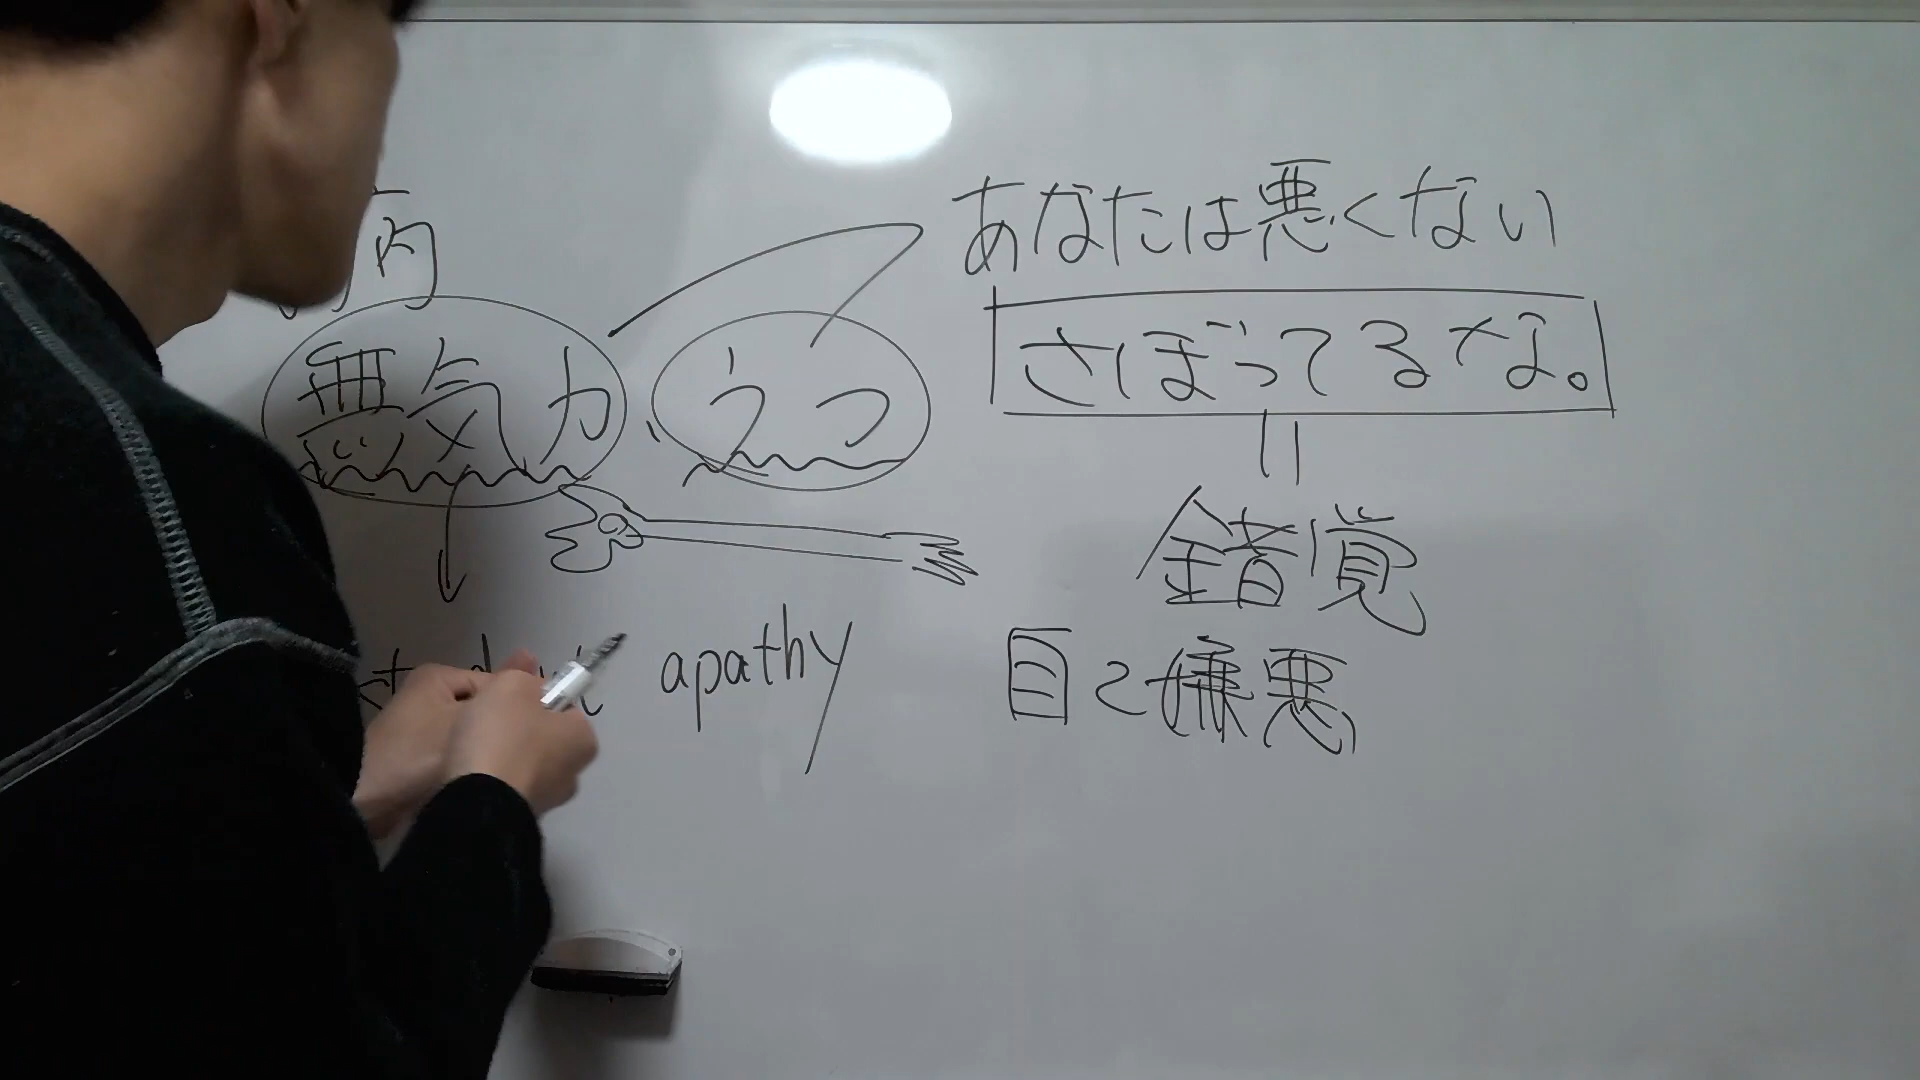 内
無気力 うつ
apathy
あなたは悪くない
さぼってるな。
錯覚
自己嫌悪